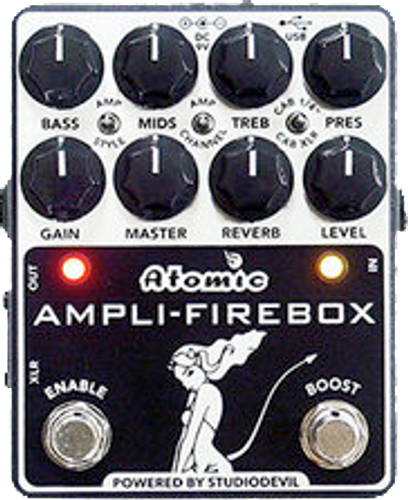 DC
9V
USB
BASS
MIDS
TREB
PRES
AMP
STYLE
AMP
CHANNEL
CAB 1/4"
CAB XLR
GAIN
MASTER
REVERB
LEVEL
OUT
IN
Atomic
AMPLI-FIREBOX
XLR
ENABLE
BOOST
POWERED BY STUDIODEVIL